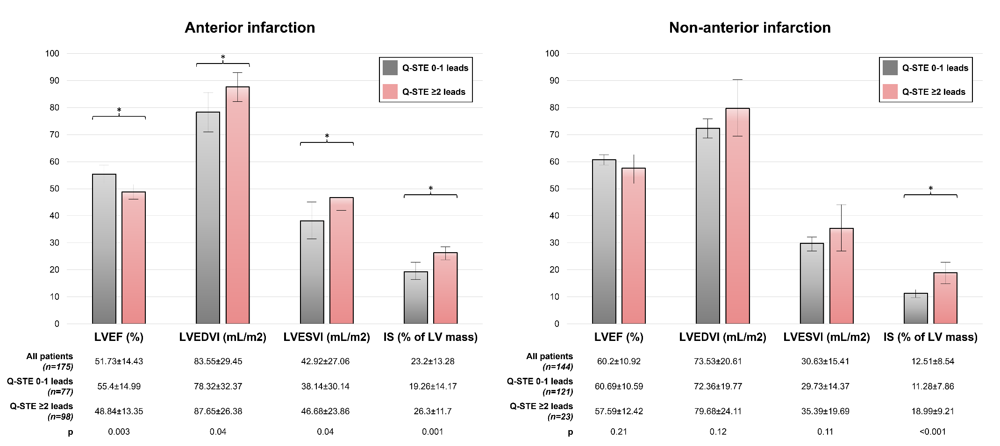 Anterior infarction
100
90
80
70
60
50
40
30
20
10
0
*
*
*
*
Q-STE 0-1 leads
Q-STE ≥2 leads
LVEF (%) LVEDVI (mL/m2) LVESVI (mL/m2) IS (% of LV mass)
All patients
(n=175)
51.73±14.43 83.55±29.45 42.92±27.06 23.2±13.28
Q-STE 0-1 leads
(n=77)
55.4±14.99 78.32±32.37 38.14±30.14 19.26±14.17
Q-STE ≥2 leads
(n=98)
48.84±13.35 87.65±26.38 46.68±23.86 26.3±11.7
p 0.003 0.04 0.04 0.001
Non-anterior infarction
100
90
80
70
60
50
40
30
20
10
0
*
Q-STE 0-1 leads
Q-STE ≥2 leads
LVEF (%) LVEDVI (mL/m2) LVESVI (mL/m2) IS (% of LV mass)
All patients
(n=144)
60.2±10.92 73.53±20.61 30.63±15.41 12.51±8.54
Q-STE 0-1 leads
(n=121)
60.69±10.59 72.36±19.77 29.73±14.37 11.28±7.86
Q-STE ≥2 leads
(n=23)
57.59±12.42 79.68±24.11 35.39±19.69 18.99±9.21
p 0.21 0.12 0.11 <0.001